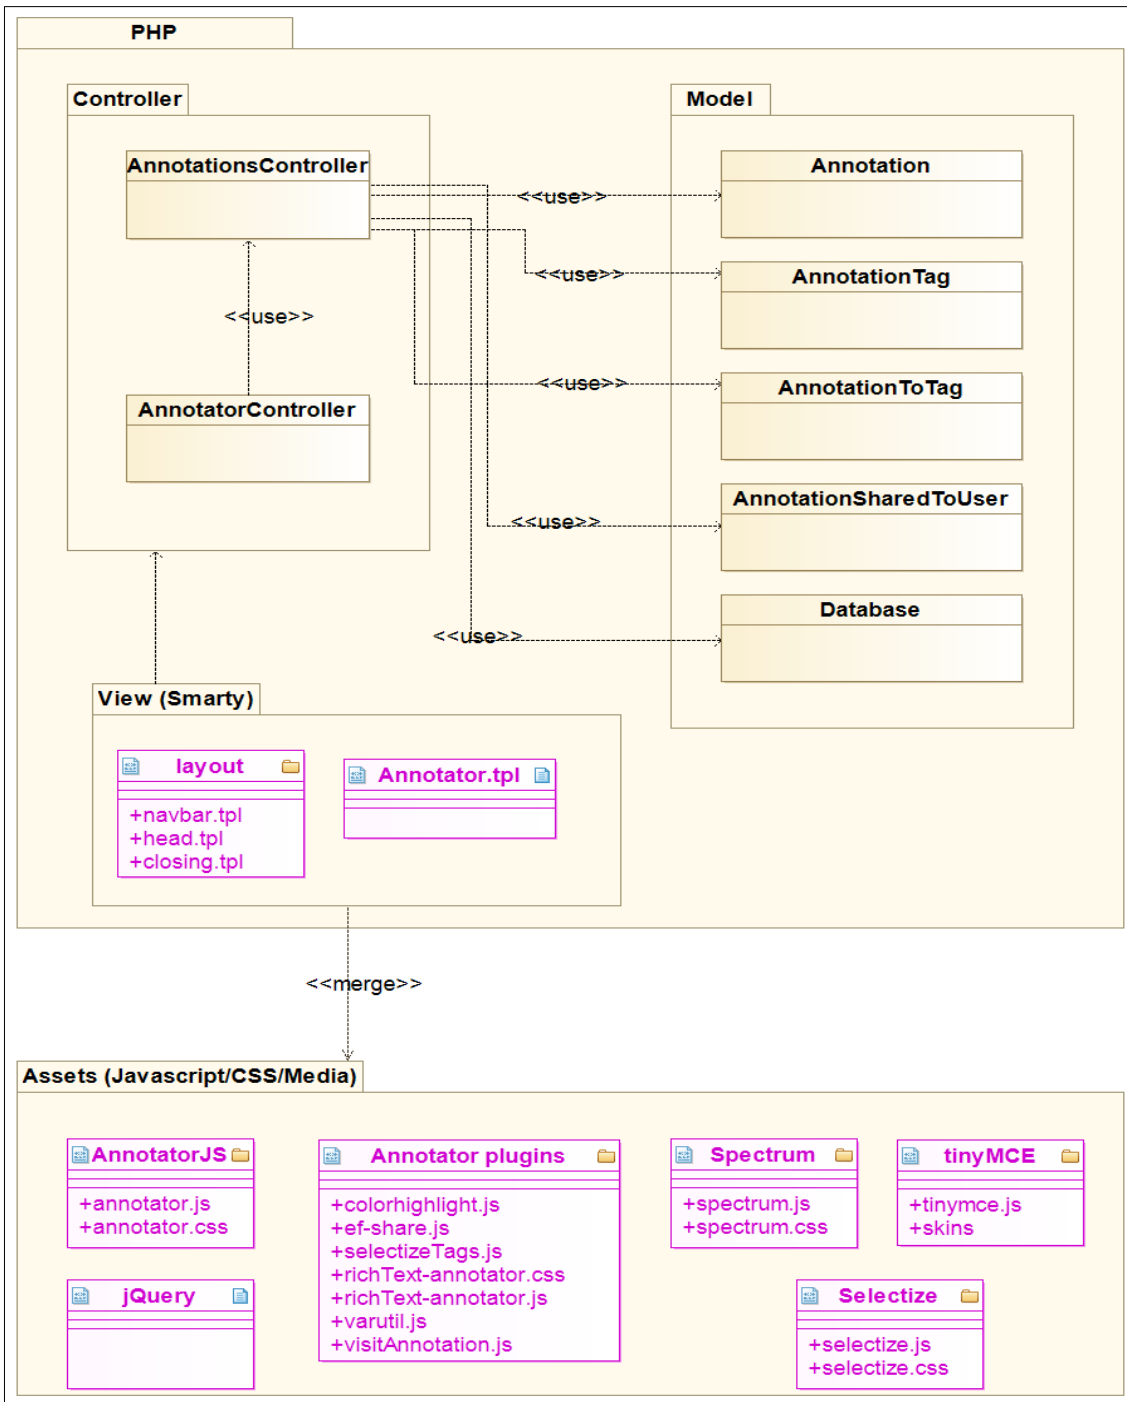 PHP
Controller
Model
AnnotationsController
Annotation
<<use>>
AnnotationTag
<<use>>
<<use>>
AnnotationToTag
<<use>>
AnnotatorController
AnnotationSharedToUser
<<use>>
Database
<<use>>
View (Smarty)
layout
+navbar.tpl
+head.tpl
+closing.tpl
Annotator.tpl
<<merge>>
Assets (Javascript/CSS/Media)
AnnotatorJS
+annotator.js
+annotator.css
Annotator plugins
+colorhighlight.js
+ef-share.js
+selectizeTags.js
+richText-annotator.css
+richText-annotator.js
+varutil.js
+visitAnnotation.js
Spectrum
+spectrum.js
+spectrum.css
tinyMCE
+tinymce.js
+skins
jQuery
Selectize
+selectize.js
+selectize.css